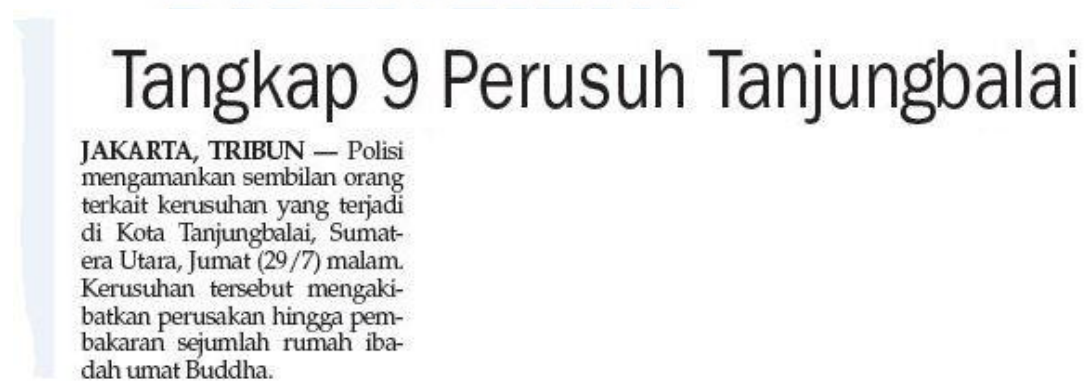 Tangkap 9 Perusuh Tanjungbalai
JAKARTA, TRIBUN — Polisi
mengamankan sembilan orang
terkait kerusuhan yang terjadi
di Kota Tanjungbalai, Sumat-
era Utara, Jumat (29/7) malam.
Kerusuhan tersebut mengaki-
batkan perusakan hingga pem-
bakaran sejumlah rumah iba-
dah umat Buddha.